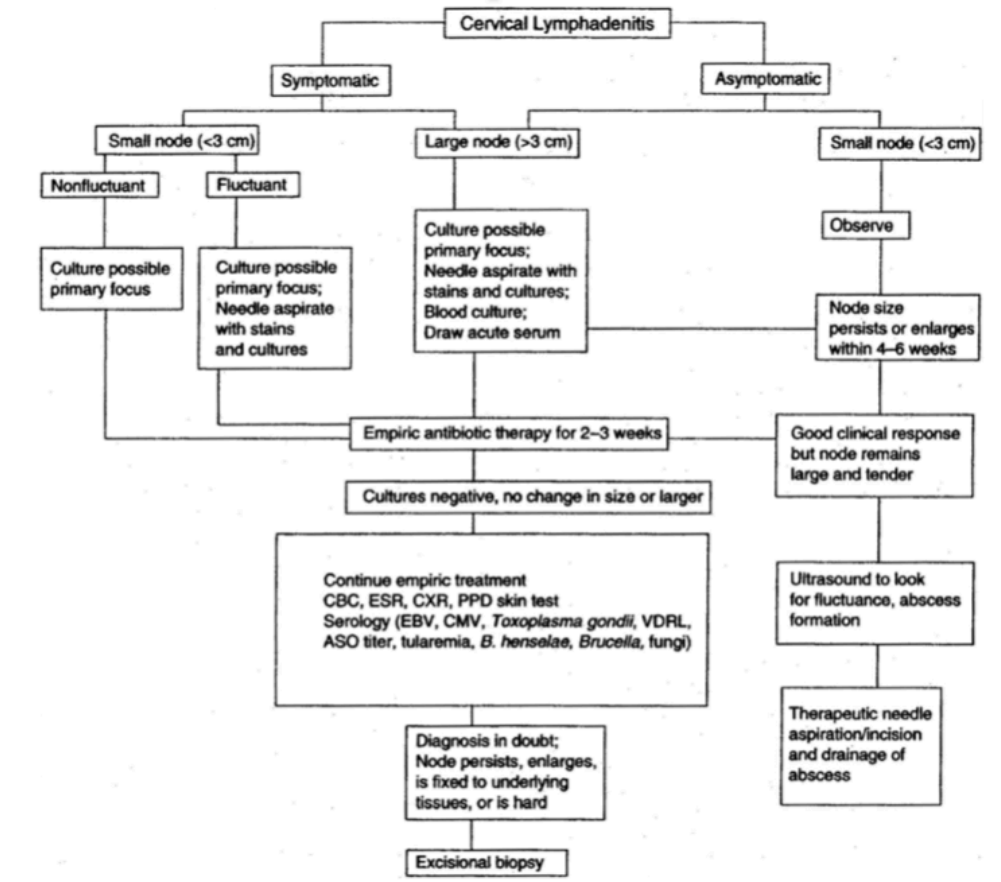 Cervical Lymphadenitis
Symptomatic
Asymptomatic
Small node (<3 cm)
Large node (>3 cm)
Small node (<3 cm)
Nonfluctuant
Fluctuant
Observe
Culture possible
primary focus
Culture possible
primary focus;
Needle aspirate
with stains
and cultures
Culture possible
primary focus;
Needle aspirate with
stains and cultures;
Blood culture;
Draw acute serum
Node size
persists or enlarges
within 4–6 weeks
Empiric antibiotic therapy for 2–3 weeks
Good clinical response
but node remains
large and tender
Cultures negative, no change in size or larger
Continue empiric treatment
CBC, ESR, CXR, PPD skin test
Serology (EBV, CMV, Toxoplasma gondii, VDRL,
ASO titer, tularemia, B. henselae, Brucella, fungi)
Ultrasound to look
for fluctuance, abscess
formation
Therapeutic needle
aspiration/incision
and drainage of
abscess
Diagnosis in doubt;
Node persists, enlarges,
is fixed to underlying
tissues, or is hard
Excisional biopsy